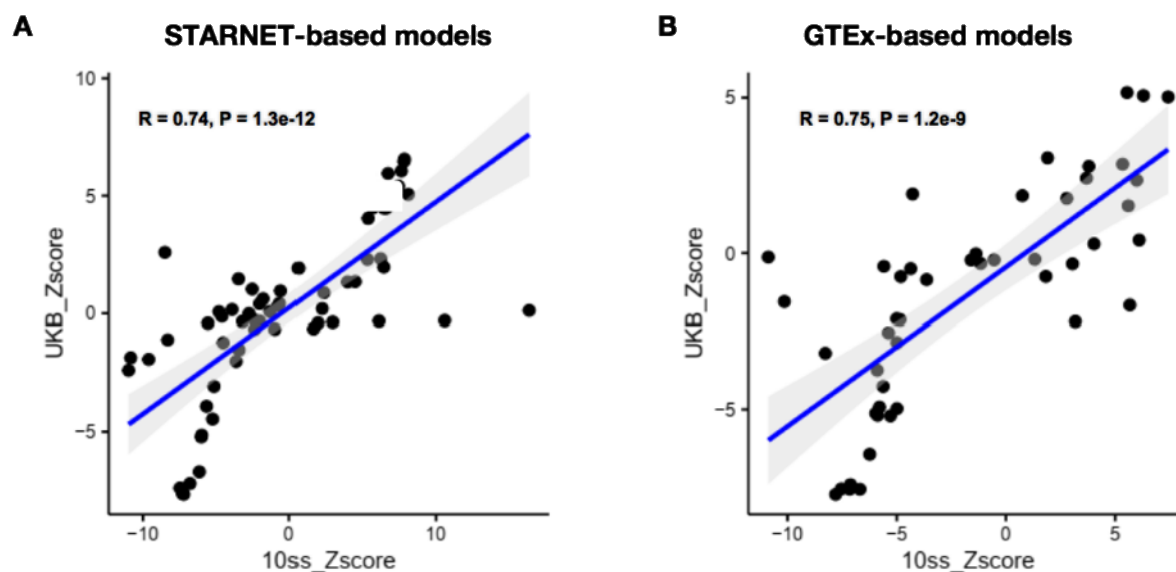 A
STARNET-based models
10
5
0
−5
UKB_Zscore
R = 0.74, P = 1.3e-12
−10
0
10
10ss_Zscore
B
GTEx-based models
5
0
−5
UKB_Zscore
R = 0.75, P = 1.2e-9
−10
−5
0
5
10ss_Zscore